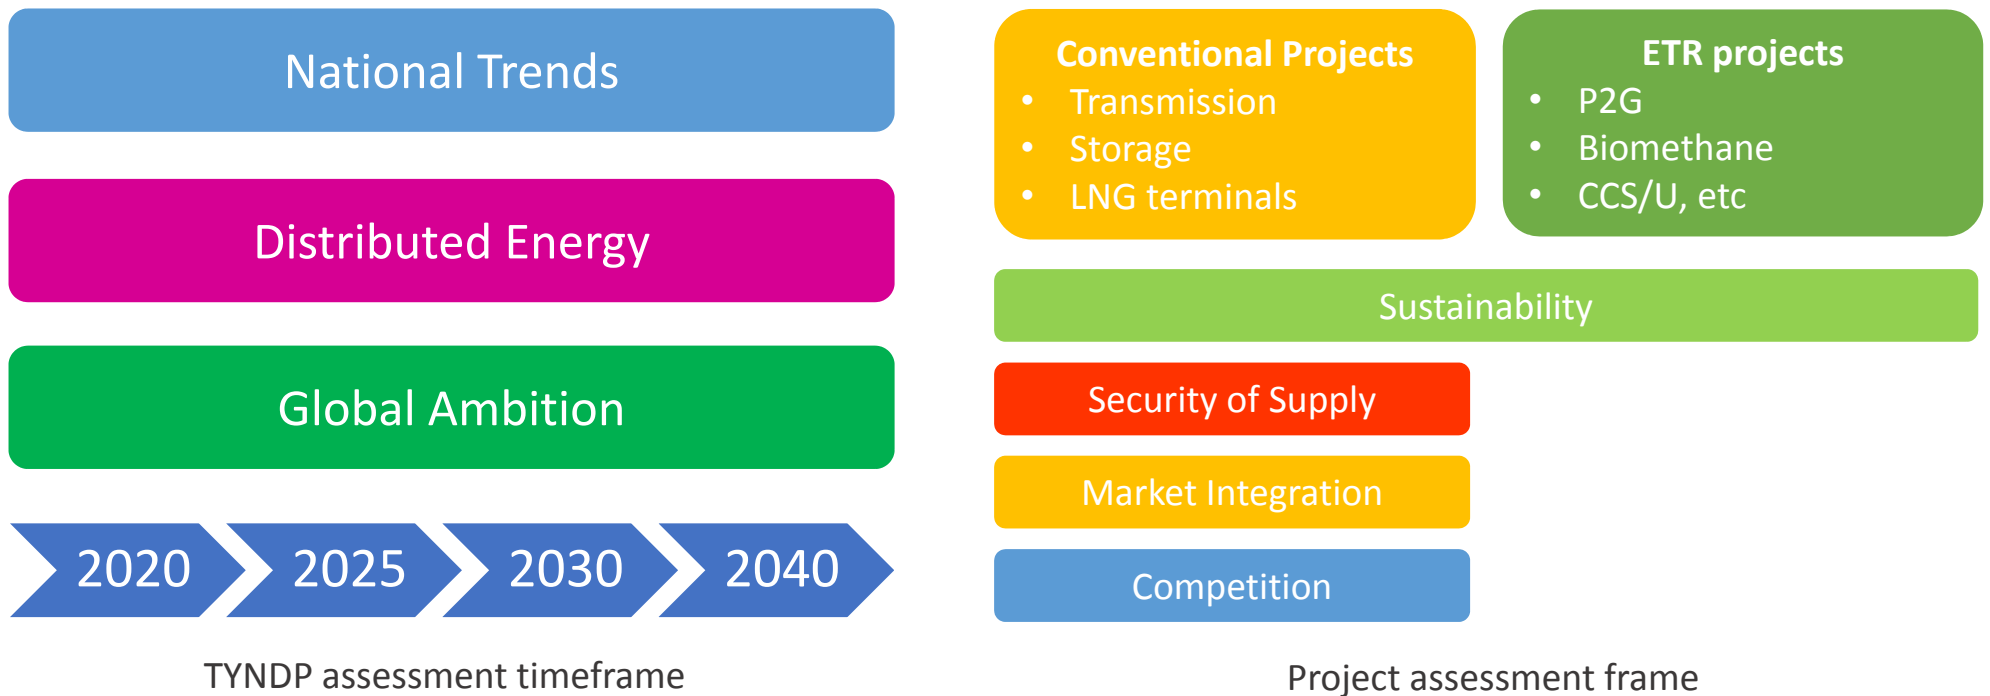 National Trends
Distributed Energy
Global Ambition
2020 2025 2030 2040
TYNDP assessment timeframe
Conventional Projects
• Transmission
• Storage
• LNG terminals
ETR projects
• P2G
• Biomethane
• CCS/U, etc
Sustainability
Security of Supply
Market Integration
Competition
Project assessment frame